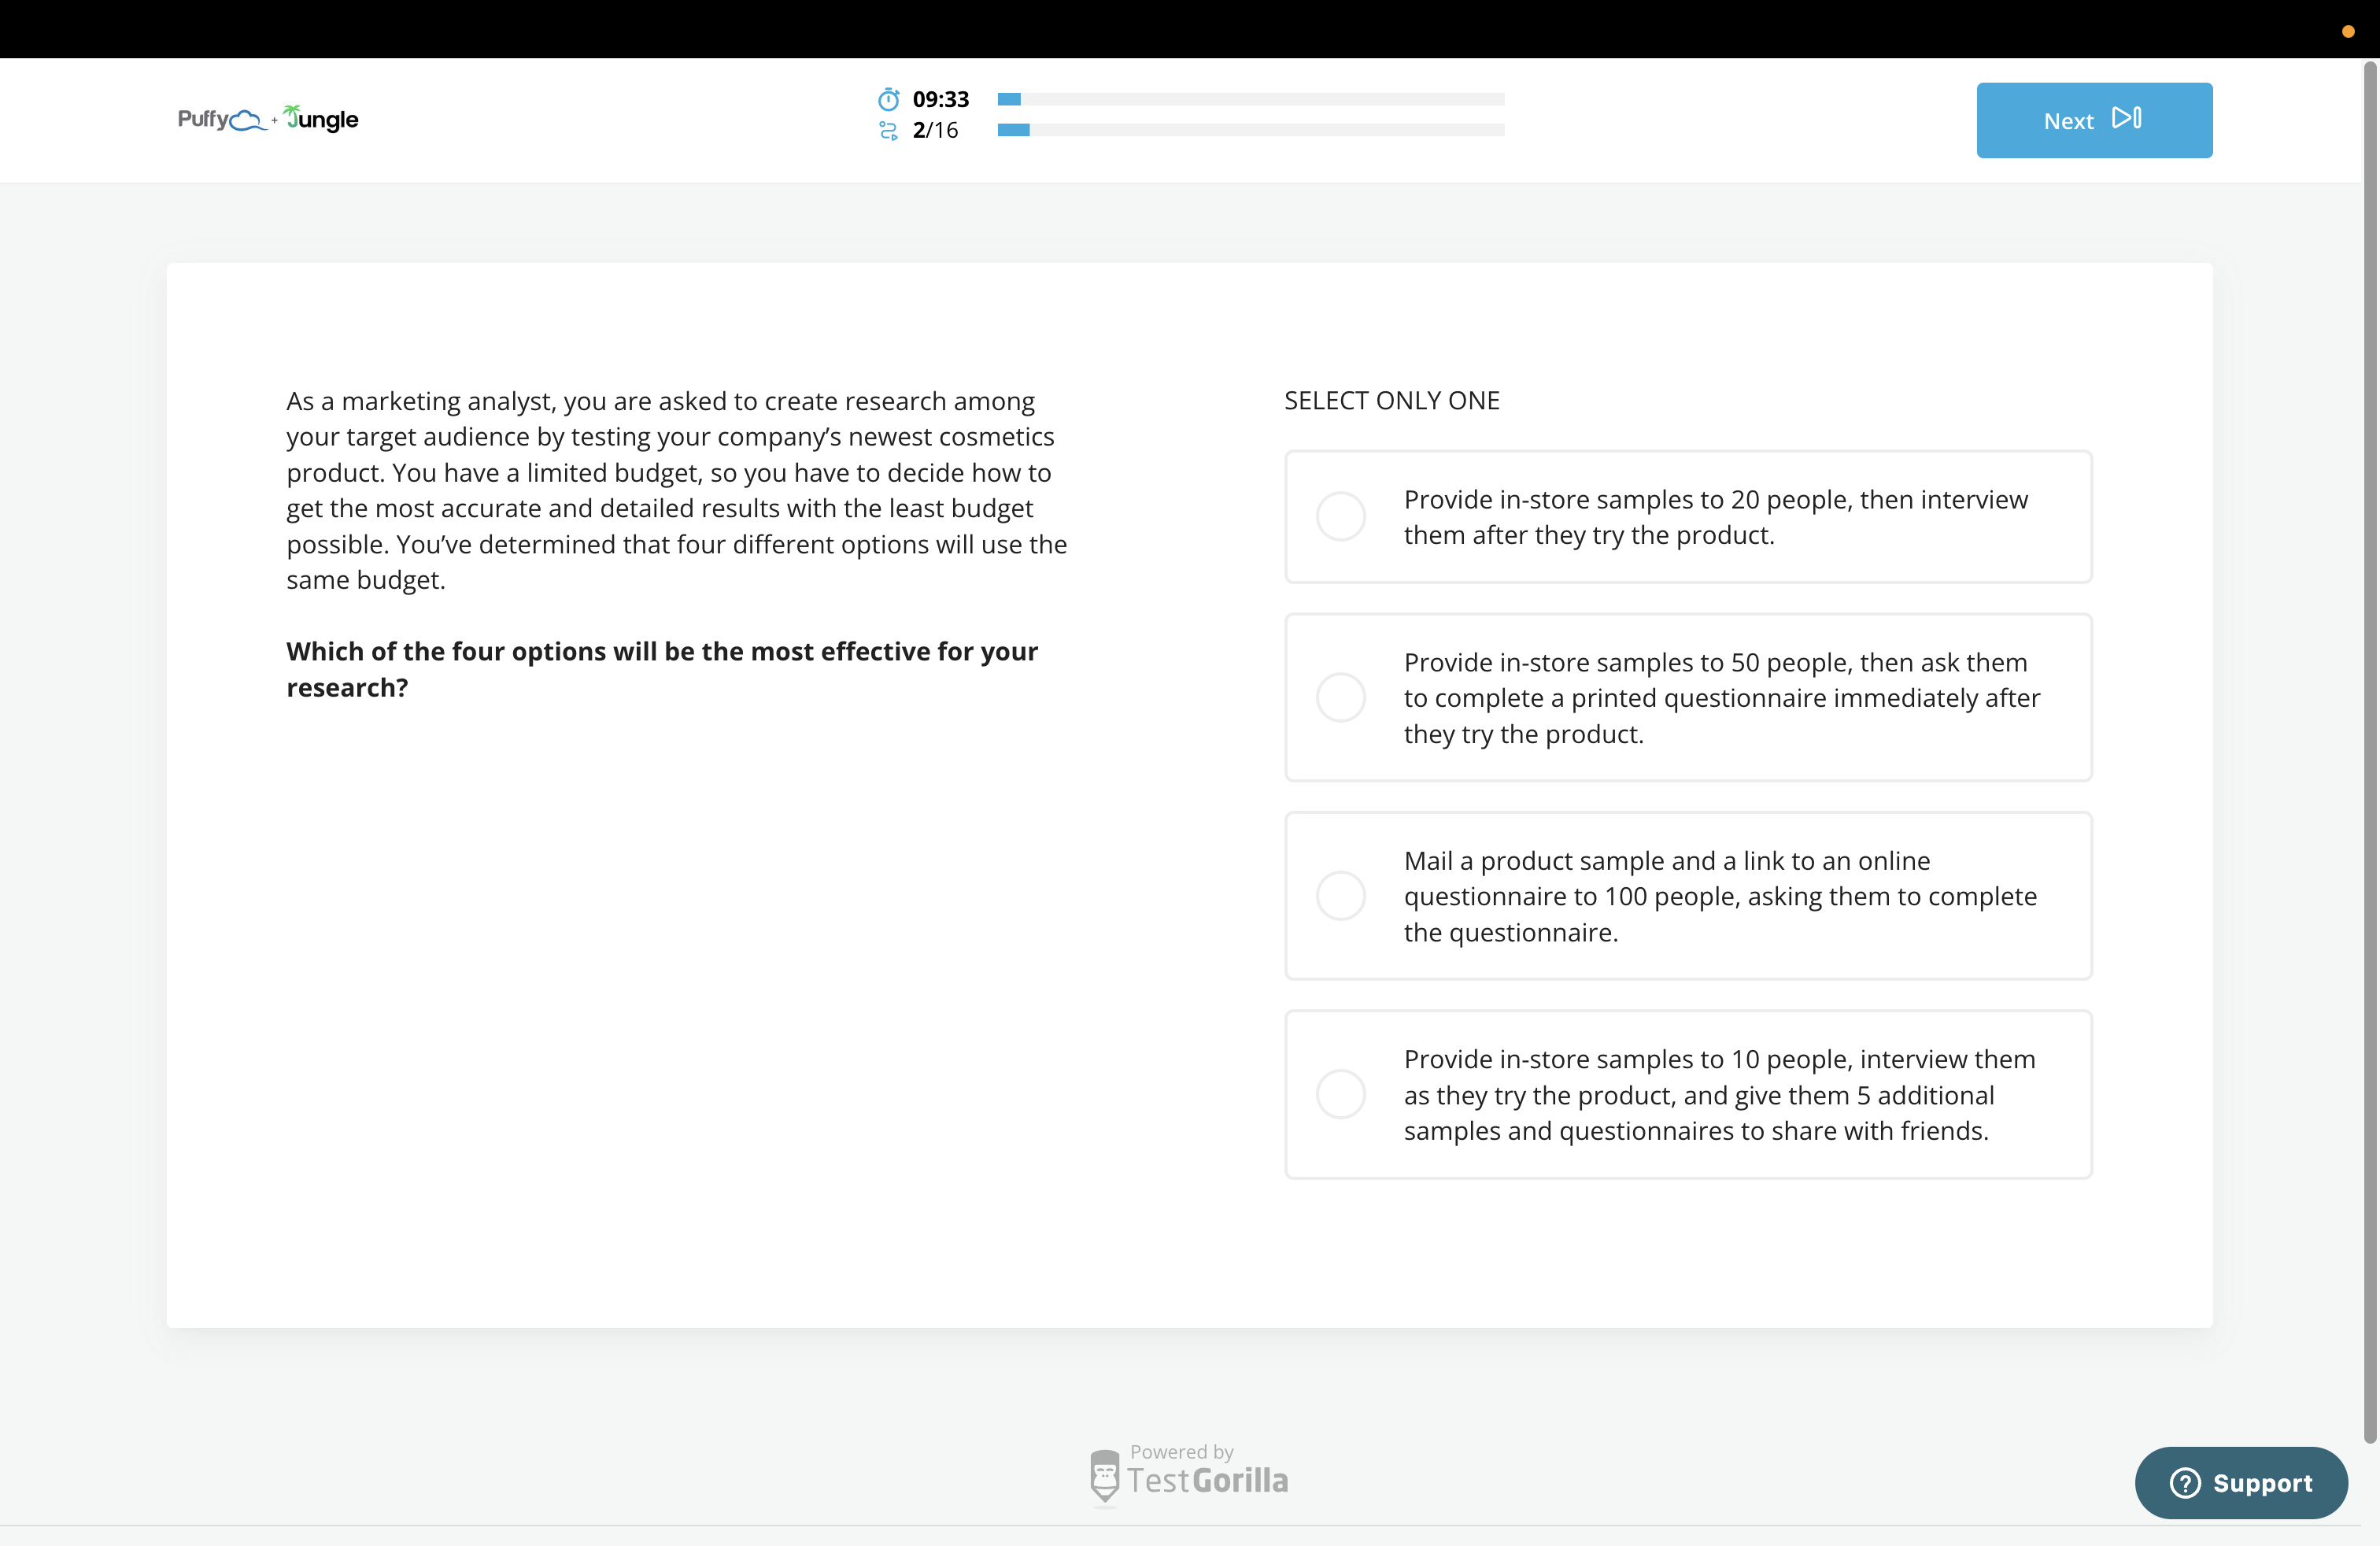 Puffy + Jungle
09:33
2/16
Next
As a marketing analyst, you are asked to create research among
your target audience by testing your company’s newest cosmetics
product. You have a limited budget, so you have to decide how to
get the most accurate and detailed results with the least budget
possible. You’ve determined that four different options will use the
same budget.
Which of the four options will be the most effective for your
research?
SELECT ONLY ONE
Provide in-store samples to 20 people, then interview
them after they try the product.
Provide in-store samples to 50 people, then ask them
to complete a printed questionnaire immediately after
they try the product.
Mail a product sample and a link to an online
questionnaire to 100 people, asking them to complete
the questionnaire.
Provide in-store samples to 10 people, interview them
as they try the product, and give them 5 additional
samples and questionnaires to share with friends.
Powered by
TestGorilla
? Support